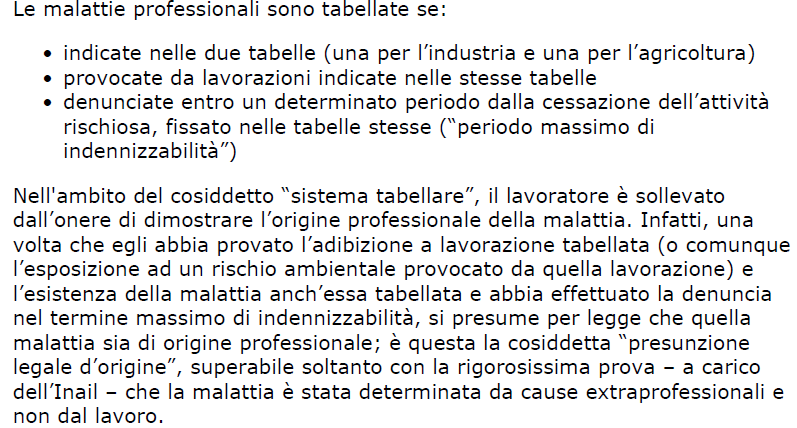 Le malattie professionali sono tabellate se:
• indicate nelle due tabelle (una per l’industria e una per l’agricoltura)
• provocate da lavorazioni indicate nelle stesse tabelle
• denunciate entro un determinato periodo dalla cessazione dell’attività
rischiosa, fissato nelle tabelle stesse (“periodo massimo di
indennizzabilità”)
Nell'ambito del cosiddetto “sistema tabellare”, il lavoratore è sollevato
dall’onere di dimostrare l’origine professionale della malattia. Infatti, una
volta che egli abbia provato l’adibizione a lavorazione tabellata (o comunque
l’esposizione ad un rischio ambientale provocato da quella lavorazione) e
l’esistenza della malattia anch’essa tabellata e abbia effettuato la denuncia
nel termine massimo di indennizzabilità, si presume per legge che quella
malattia sia di origine professionale; è questa la cosiddetta “presunzione
legale d’origine”, superabile soltanto con la rigorosissima prova – a carico
dell’Inail – che la malattia è stata determinata da cause extraprofessionali e
non dal lavoro.